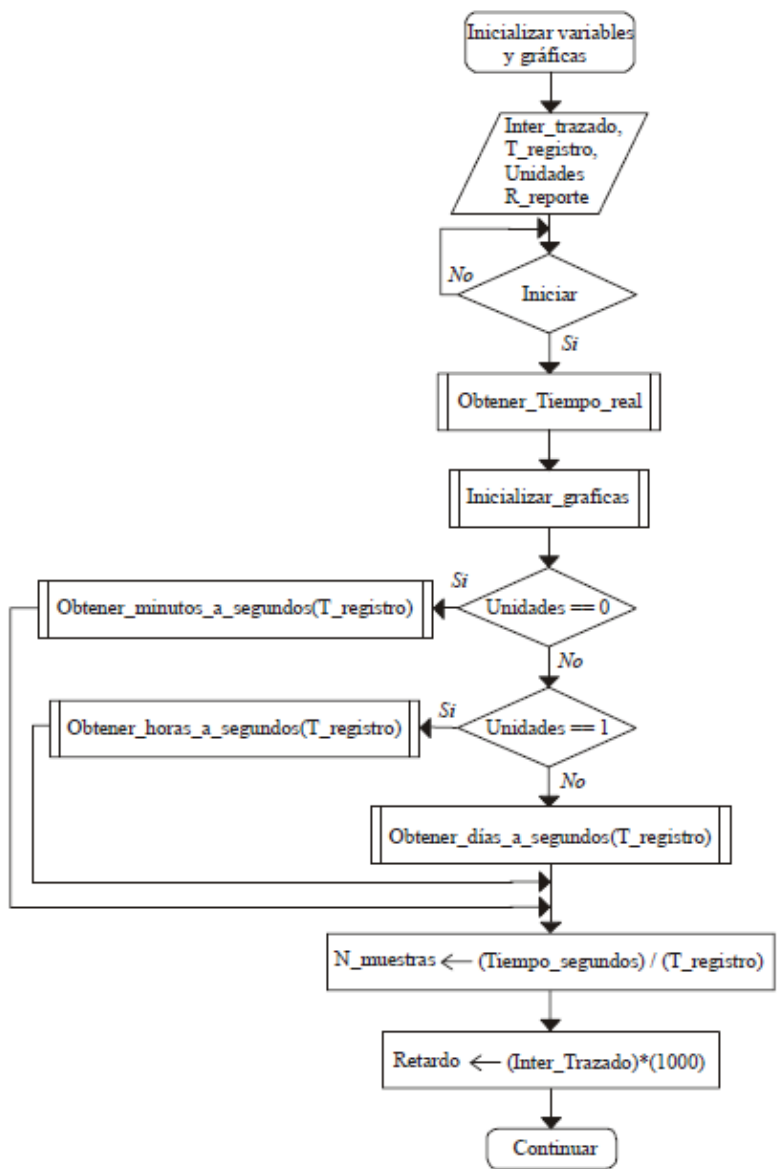 Inicializar variables
y gráficas
Inter_trazado,
T_registro,
Unidades
R_reporte
No
Iniciar
Si
Obtener_Tiempo_real
Inicializar_graficas
Si
Obtener_minutos_a_segundos(T_registro)
Unidades == 0
No
Si
Obtener_horas_a_segundos(T_registro)
Unidades == 1
No
Obtener_días_a_segundos(T_registro)
N_muestras ← (Tiempo_segundos) / (T_registro)
Retardo ← (Inter_Trazado)*(1000)
Continuar